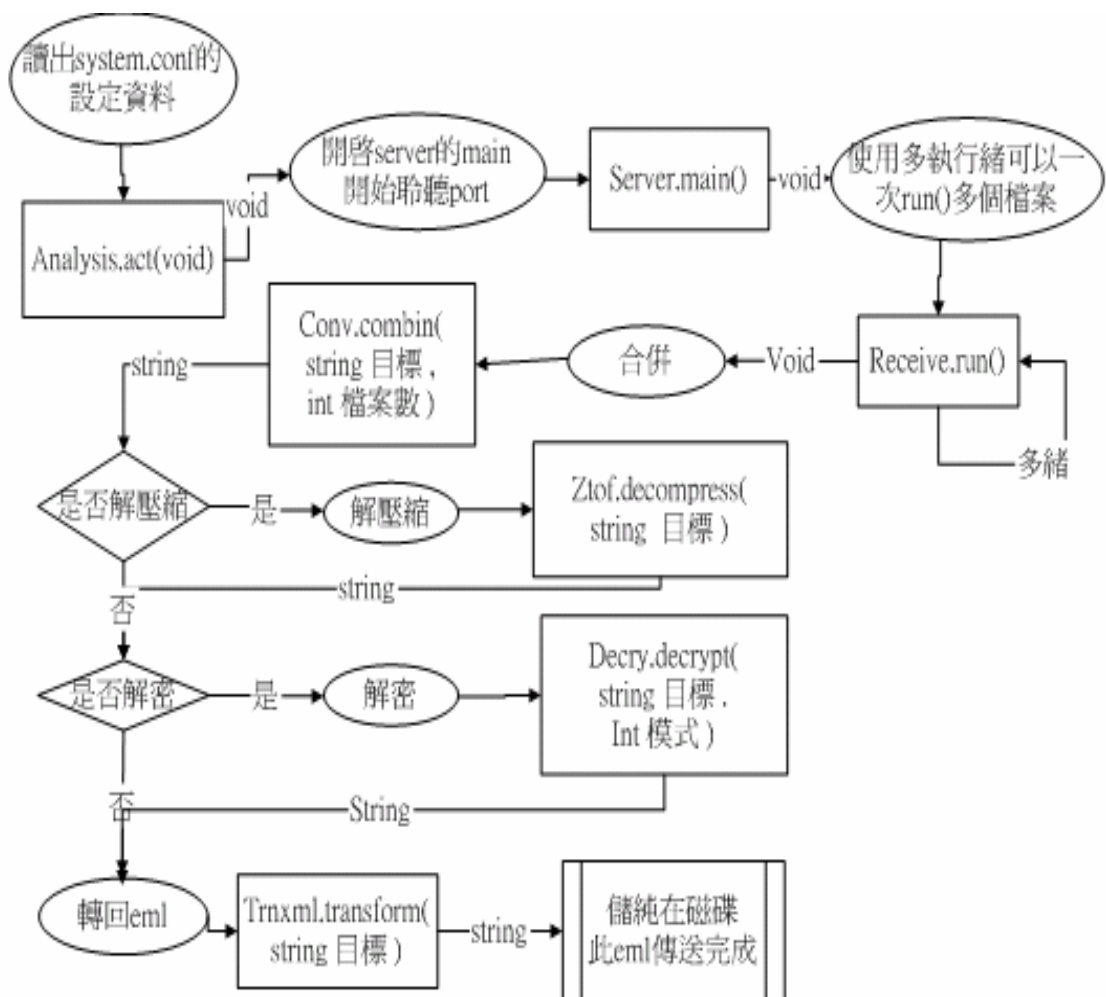 讀出system.conf的
設定資料
Analysis.act(void)
void
開啓server的main
開始聆聽port
Server.main()
void
使用多執行緒可以一
次run()多個檔案
Receive.run()
多緒
Void
合併
Conv.combin(
string 目標 ,
int 檔案數 )
string
是否解壓縮
是
解壓縮
Ztof.decompress(
string 目標 )
string
否
是否解密
是
解密
Decry.decrypt(
string 目標 ,
Int 模式 )
String
否
轉回eml
Trnxml.transform(
string 目標 )
string
儲純在磁碟
此eml傳送完成